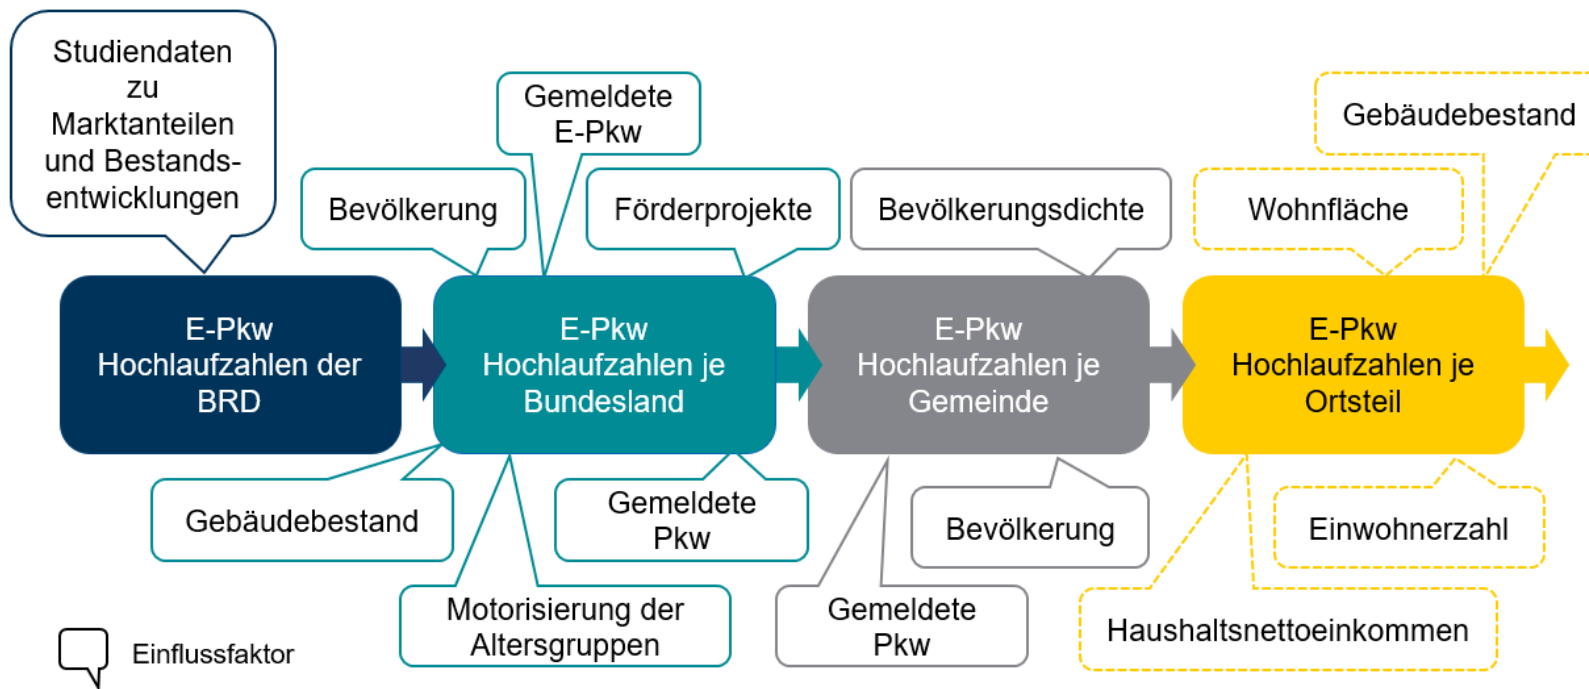 Studiendaten
zu
Marktanteilen
und Bestands-
entwicklungen
Bevölkerung
Gemeldete
E-Pkw
Förderprojekte
Bevölkerungsdichte
Wohnfläche
Gebäudebestand
E-Pkw
Hochlaufzahlen der
BRD
E-Pkw
Hochlaufzahlen je
Bundesland
E-Pkw
Hochlaufzahlen je
Gemeinde
E-Pkw
Hochlaufzahlen je
Ortsteil
Gebäudebestand
Motorisierung der
Altersgruppen
Gemeldete
Pkw
Gemeldete
Pkw
Bevölkerung
Haushaltsnettoeinkommen
Einwohnerzahl
Einflussfaktor